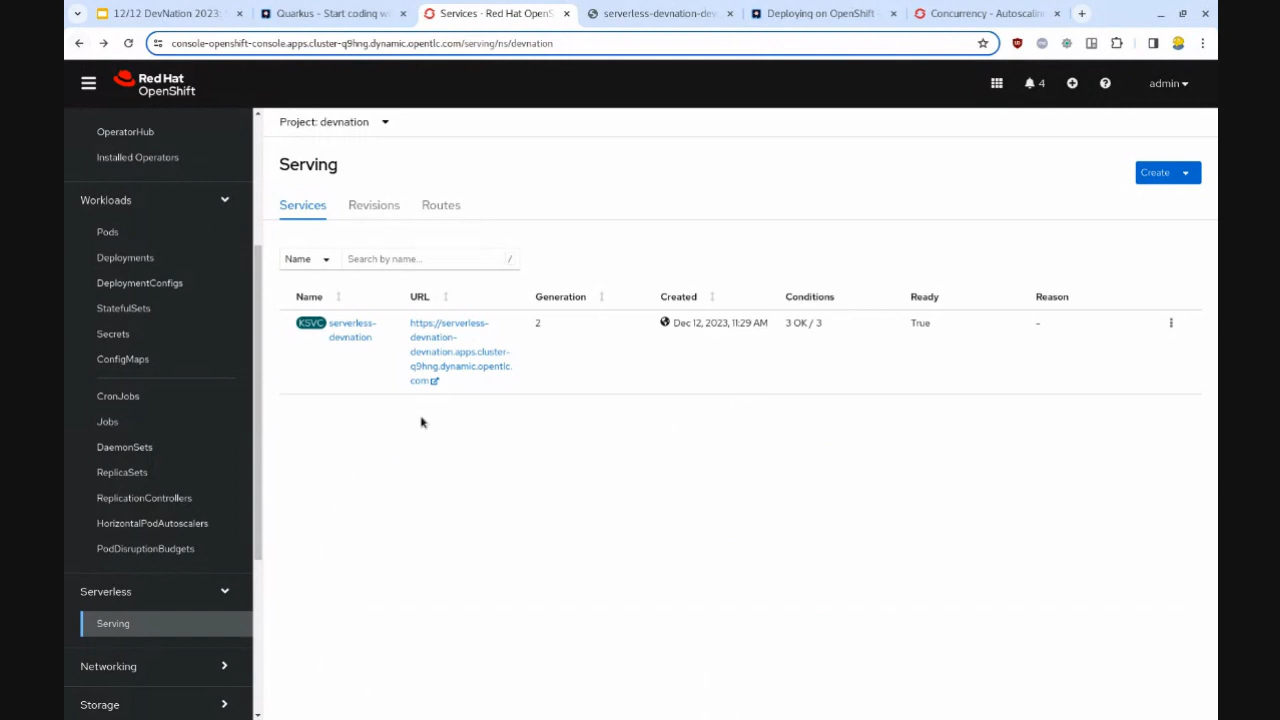 12/12 DevNation 2023:
Quarkus - Start coding w
Services - Red Hat OpenS
serverless-devnation-dev
Deploying on OpenShift -
Concurrency - Autoscalin
console-openshift-console.apps.cluster-q9hng.dynamic.opentlc.com/serving/ns/devnation
Red Hat
OpenShift
4
admin
OperatorHub
Installed Operators
Workloads
Pods
Deployments
DeploymentConfigs
StatefulSets
Secrets
ConfigMaps
CronJobs
Jobs
DaemonSets
ReplicaSets
ReplicationControllers
HorizontalPodAutoscalers
PodDisruptionBudgets
Serverless
Serving
Networking
Storage
Project: devnation
Serving
Create
Services Revisions Routes
Name Search by name... /
Name URL Generation Created Conditions Ready Reason
KSVC serverless-
devnation
https://serverless-
devnation-
devnation.apps.cluster-
q9hng.dynamic.opentlc.
com
2
Dec 12, 2023, 11:29 AM
3 OK / 3
True
-